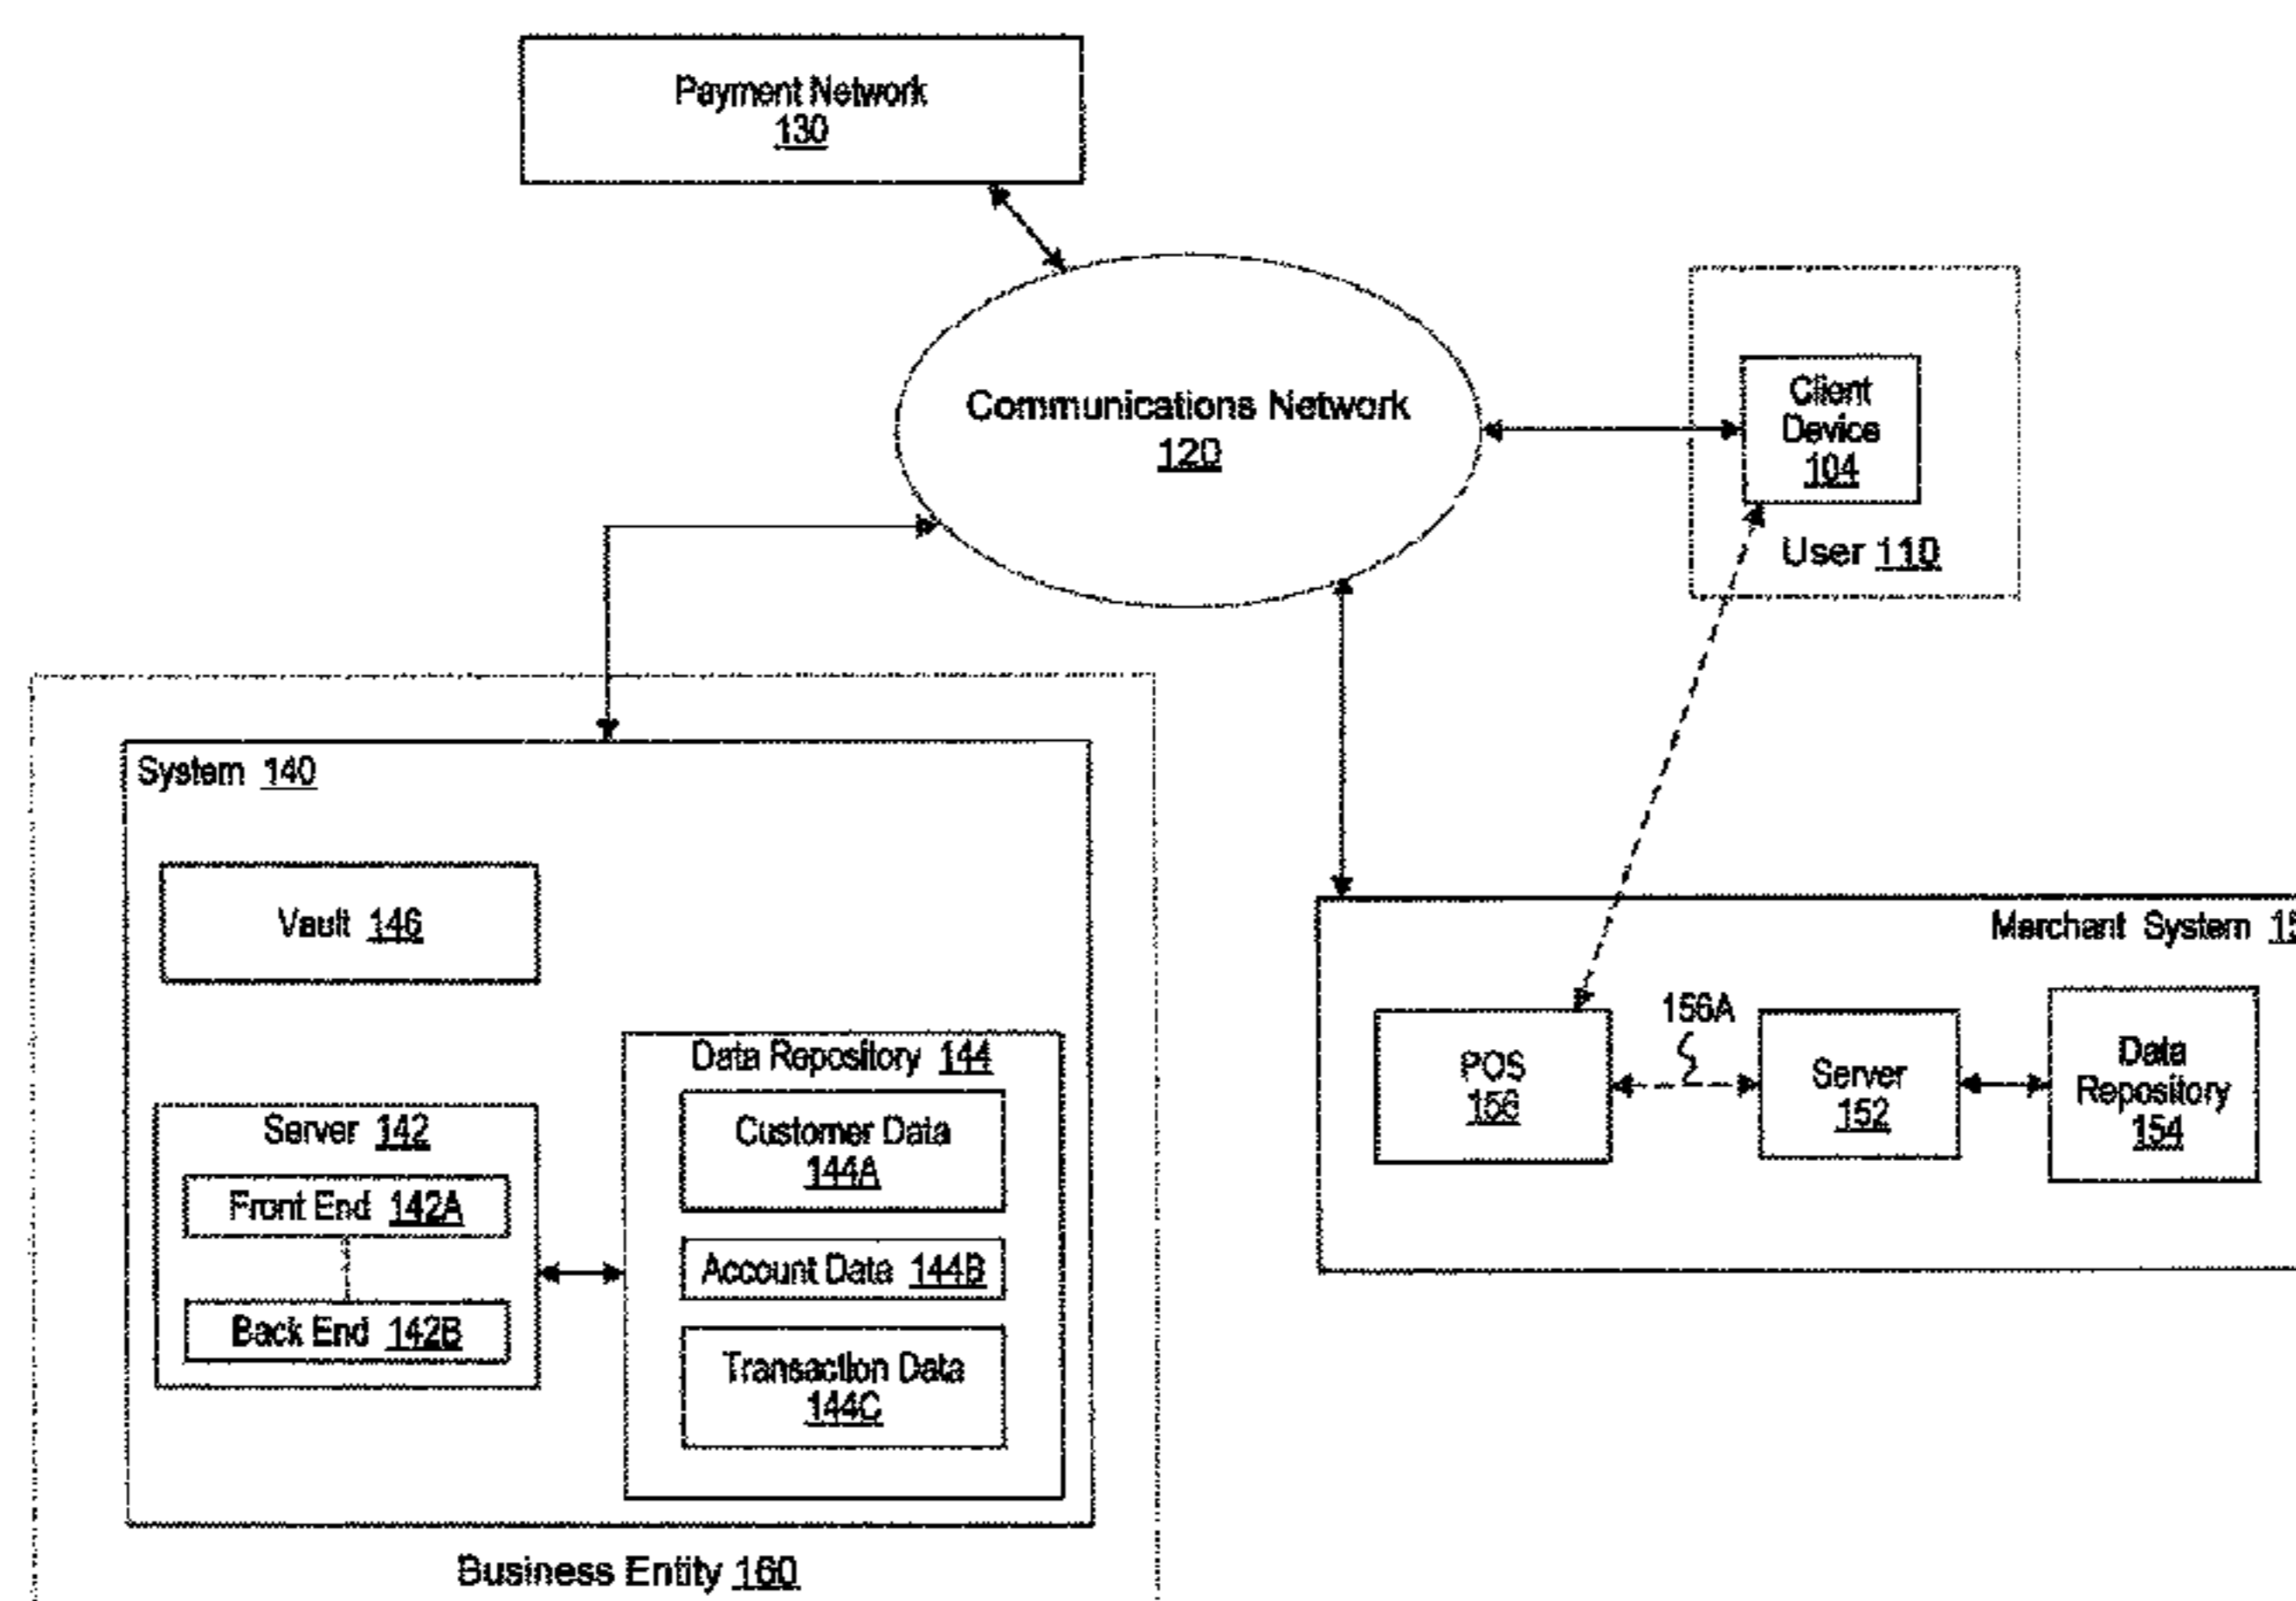 Payment Network
130
Communications Network
120
Client
Device
104
User 110
System 140
Vault 146
Data Repository 144
Customer Data
144A
Account Data 144B
Transaction Data
144C
Server 142
Front End 142A
Back End 142B
Business Entity 160
Merchant System
156A
POS
156
Server
152
Data
Repository
154